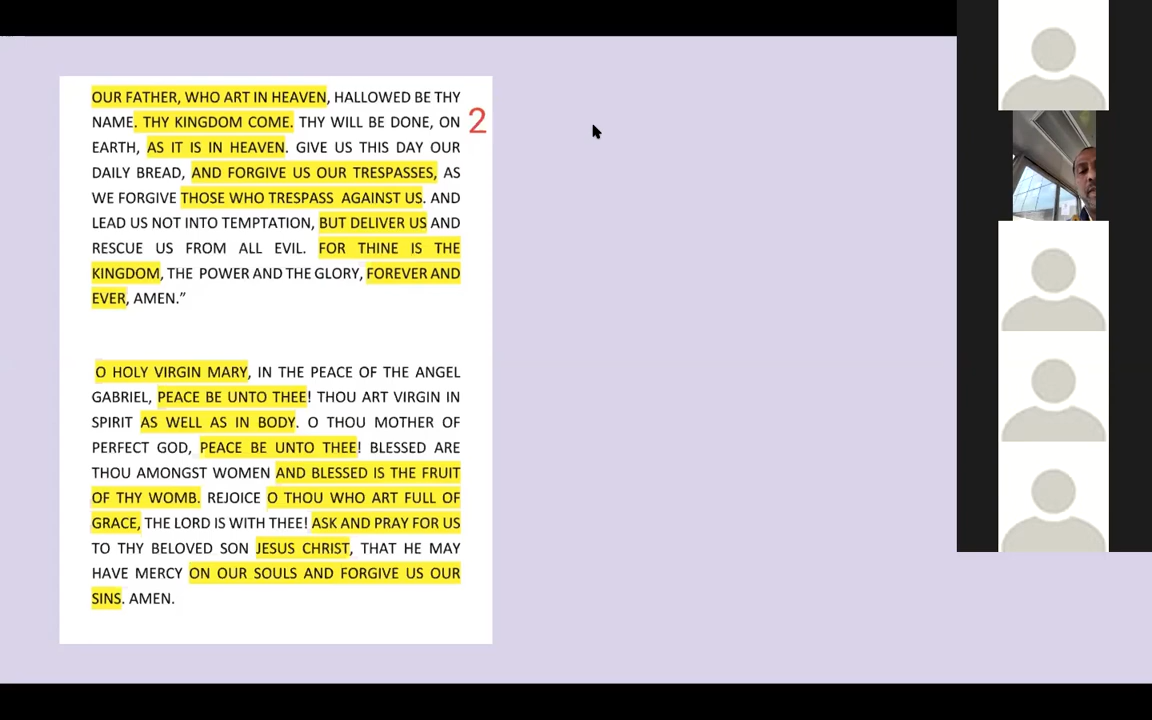 OUR FATHER, WHO ART IN HEAVEN, HALLOWED BE THY
NAME. THY KINGDOM COME. THY WILL BE DONE, ON
EARTH, AS IT IS IN HEAVEN. GIVE US THIS DAY OUR
DAILY BREAD, AND FORGIVE US OUR TRESPASSES, AS
WE FORGIVE THOSE WHO TRESPASS AGAINST US. AND
LEAD US NOT INTO TEMPTATION, BUT DELIVER US AND
RESCUE US FROM ALL EVIL. FOR THINE IS THE
KINGDOM, THE POWER AND THE GLORY, FOREVER AND
EVER, AMEN.”
2
O HOLY VIRGIN MARY, IN THE PEACE OF THE ANGEL
GABRIEL, PEACE BE UNTO THEE! THOU ART VIRGIN IN
SPIRIT AS WELL AS IN BODY. O THOU MOTHER OF
PERFECT GOD, PEACE BE UNTO THEE! BLESSED ARE
THOU AMONGST WOMEN AND BLESSED IS THE FRUIT
OF THY WOMB. REJOICE O THOU WHO ART FULL OF
GRACE, THE LORD IS WITH THEE! ASK AND PRAY FOR US
TO THY BELOVED SON JESUS CHRIST, THAT HE MAY
HAVE MERCY ON OUR SOULS AND FORGIVE US OUR
SINS. AMEN.